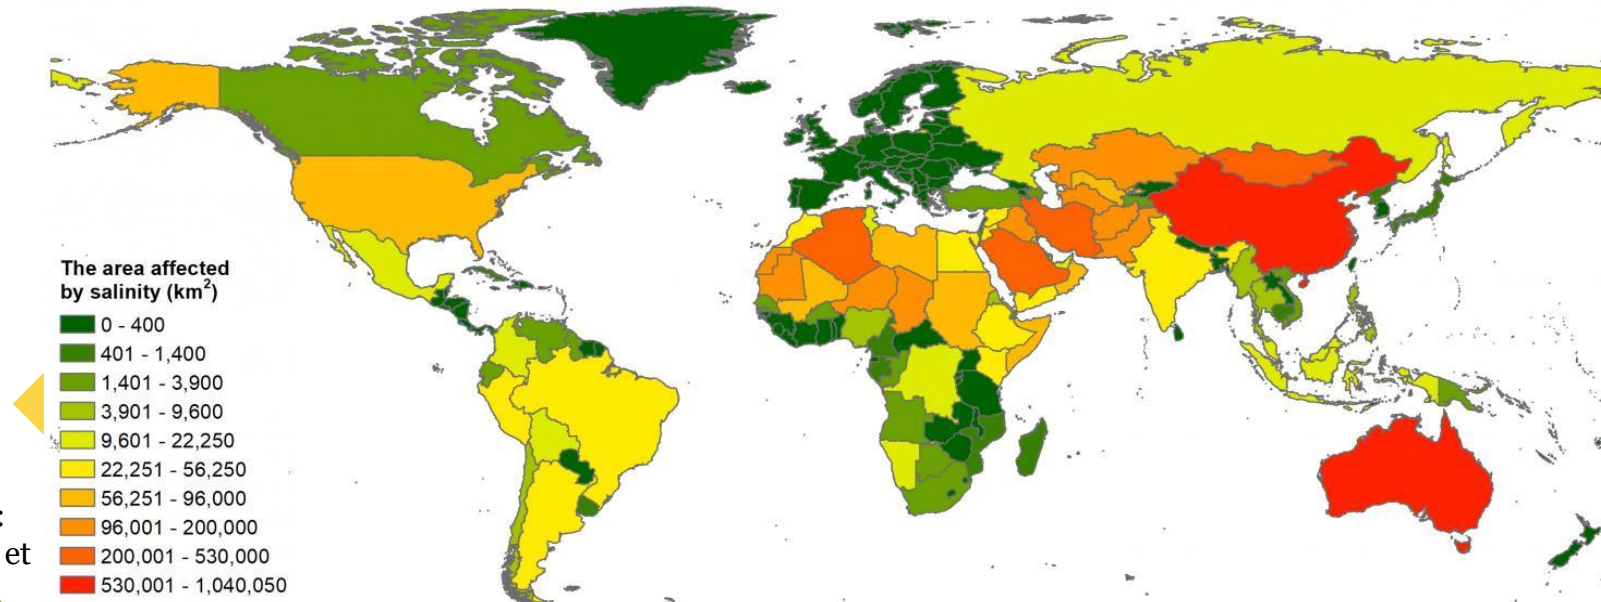 The area affected
by salinity (km²)
0 - 400
401 - 1,400
1,401 - 3,900
3,901 - 9,600
9,601 - 22,250
22,251 - 56,250
56,251 - 96,000
96,001 - 200,000
200,001 - 530,000
530,001 - 1,040,050
:
et